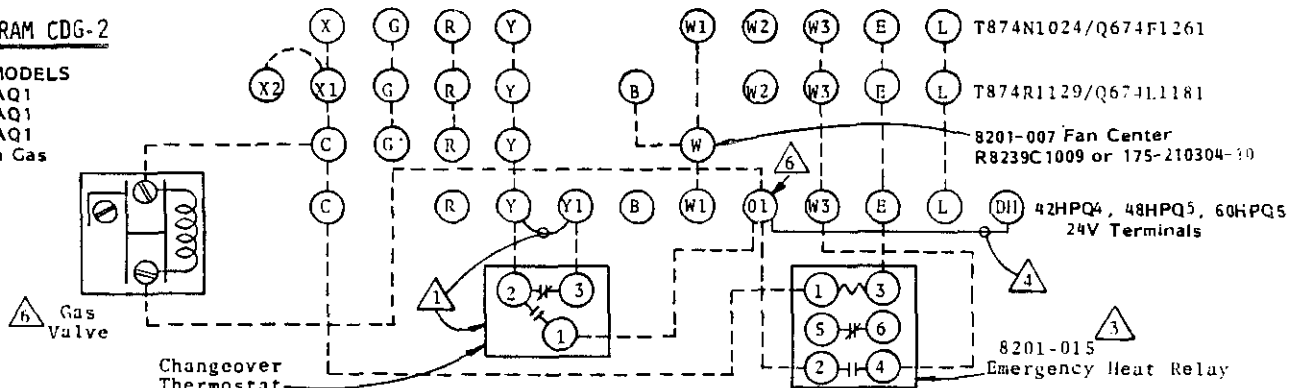 RAM CDG-2
MODELS
AQ1
AQ1
AQ1
Gas
X G R Y W1 W2 W3 E L T874N1024/Q674F1261
X2 X1 G R Y B W2 W3 E L T874R1129/Q674L1181
C G R Y W
8201-007 Fan Center
R8239C1009 or 175-210304-
6
C R Y Y1 B W1 O1 W3 E L DH 42HPQ4, 48HPQ5, 60HPQ5
24V Terminals
1 4
2 3 1
1 3
5 6
2 4
6 Gas
Valve
3
8201-015
Emergency Heat Relay
Changeover
Thermostat